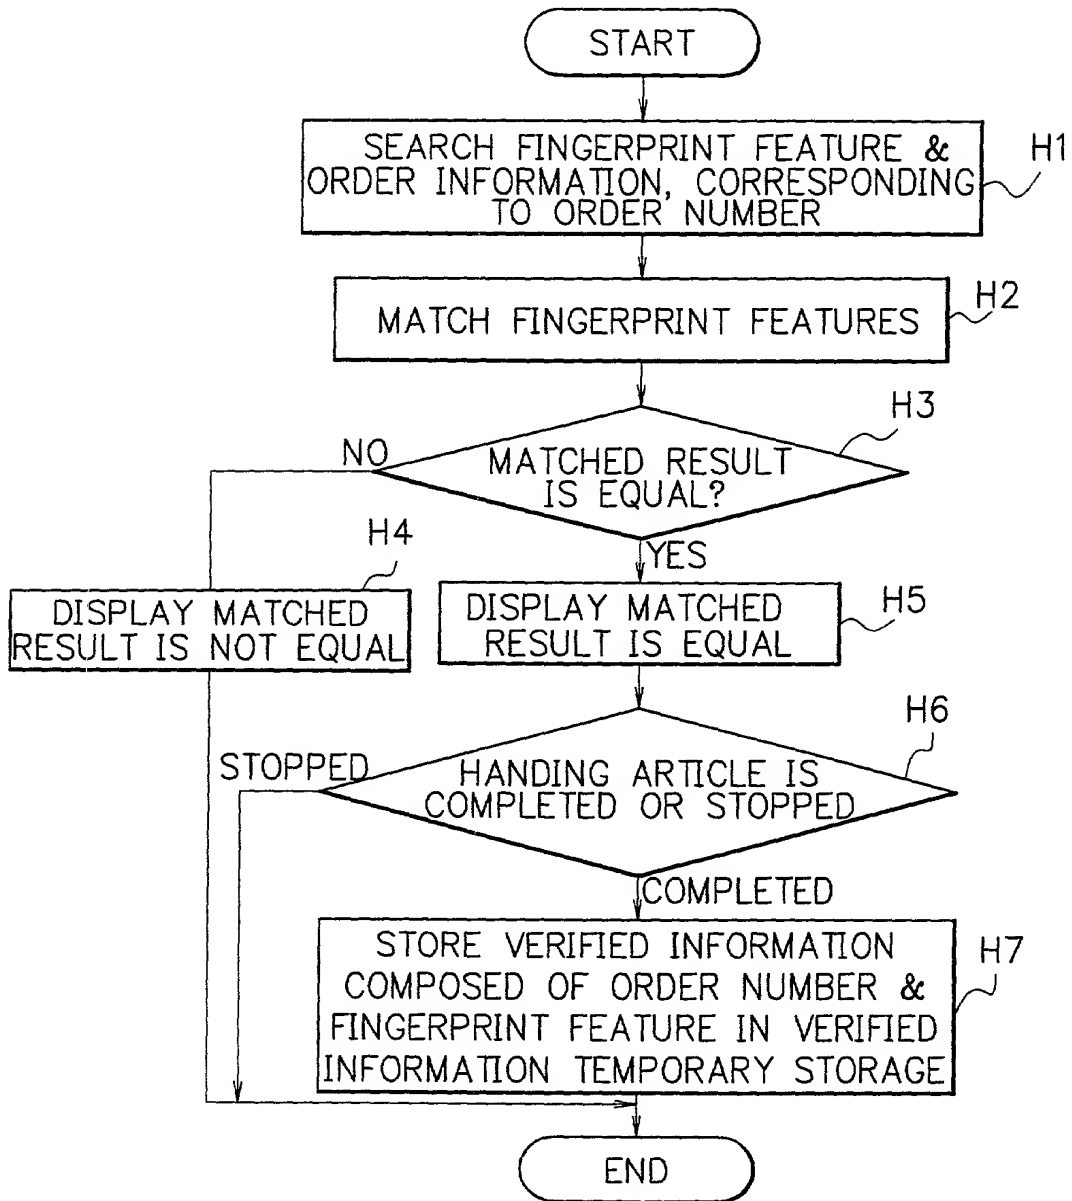 START
SEARCH FINGERPRINT FEATURE &
ORDER INFORMATION, CORRESPONDING
TO ORDER NUMBER
H1
MATCH FINGERPRINT FEATURES
H2
H3
NO
MATCHED RESULT
IS EQUAL?
YES
H4
DISPLAY MATCHED
RESULT IS NOT EQUAL
DISPLAY MATCHED
RESULT IS EQUAL
H5
H6
STOPPED
HANDING ARTICLE IS
COMPLETED OR STOPPED
COMPLETED
STORE VERIFIED INFORMATION
COMPOSED OF ORDER NUMBER &
FINGERPRINT FEATURE IN VERIFIED
INFORMATION TEMPORARY STORAGE
H7
END